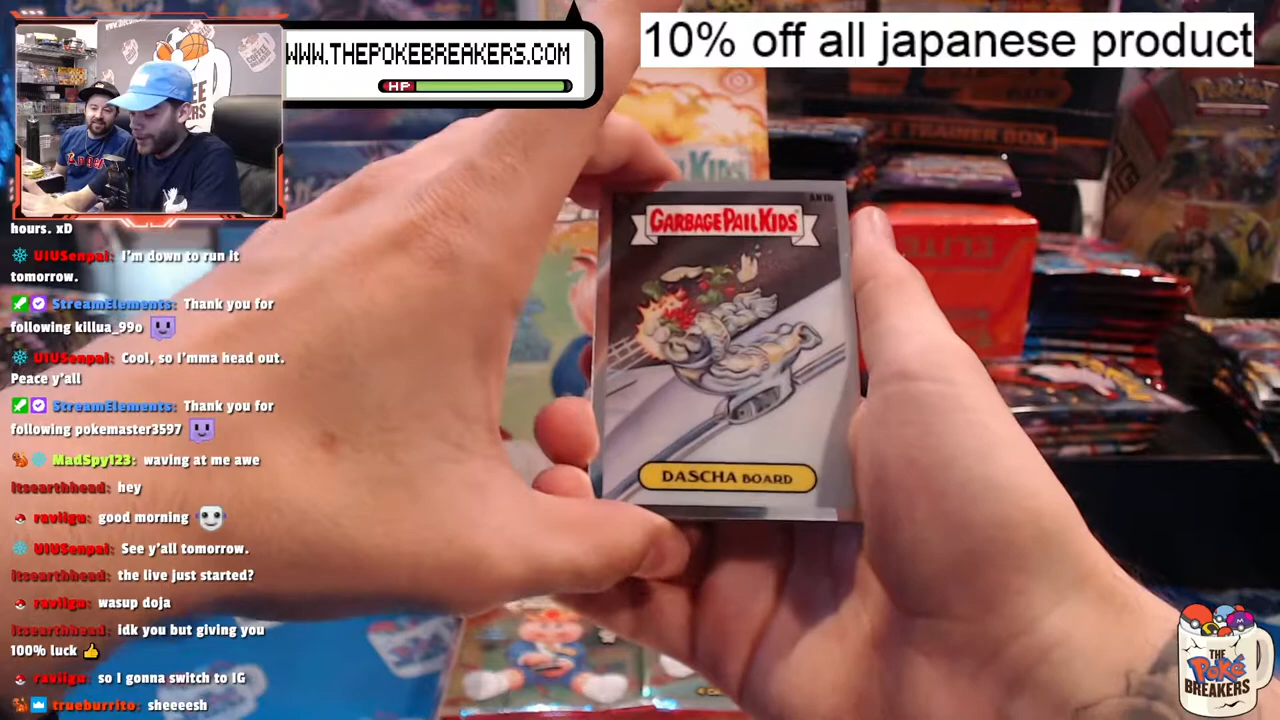 WWW.THEPOKEBREAKERS.COM
HP
10% off all japanese product
hours. xD
UIUSenpai: I'm down to run it
tomorrow.
StreamElements: Thank you for
following killua_99o
UIUSenpai: Cool, so I'mma head out.
Peace y'all
StreamElements: Thank you for
following pokemaster3597
MadSpy123: waving at me awe
itsearthhead: hey
raviigu: good morning
UIUSenpai: See y'all tomorrow.
itsearthhead: the live just started?
raviigu: wasup doja
itsearthhead: idk you but giving you
100% luck
raviigu: so I gonna switch to IG
trueburrito: sheeeesh
GARBAGE PAIL KIDS
DASCHA BOARD
KIDS
TRAINER BOX
THE
Poké
BREAKERS